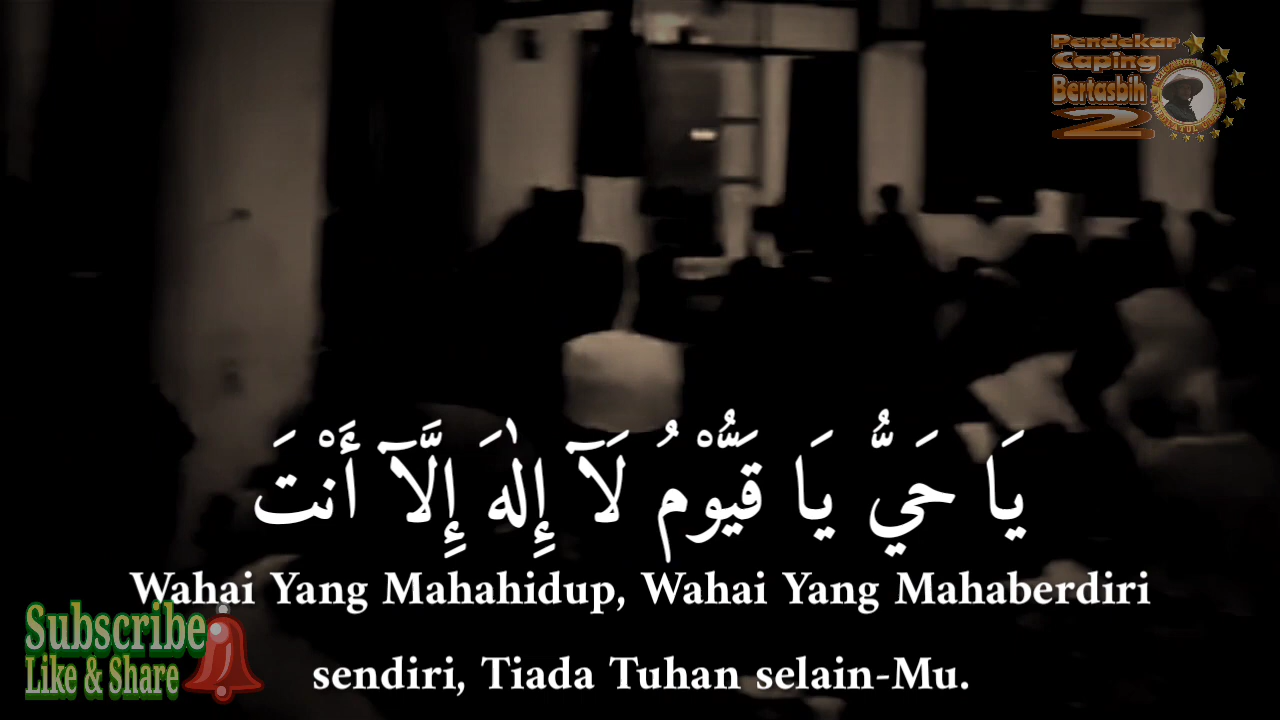 Pendekar
Caping
Bertasbih
2
يَا حَيُّ يَا قَيُّوْمُ لَآ إِلٰهَ إِلَّآ أَنْتَ
Wahai Yang Mahahidup, Wahai Yang Mahaberdiri
sendiri, Tiada Tuhan selain-Mu.
Subscribe
Like & Share